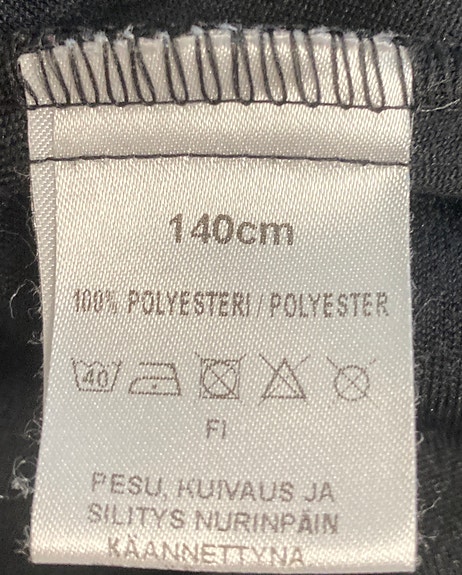 140cm
100% POLYESTERI / POLYESTER
40
FI
PESU, KUIVAUS JA
SILITYS NURINPÄIN
KÄÄNNETTYNÄ